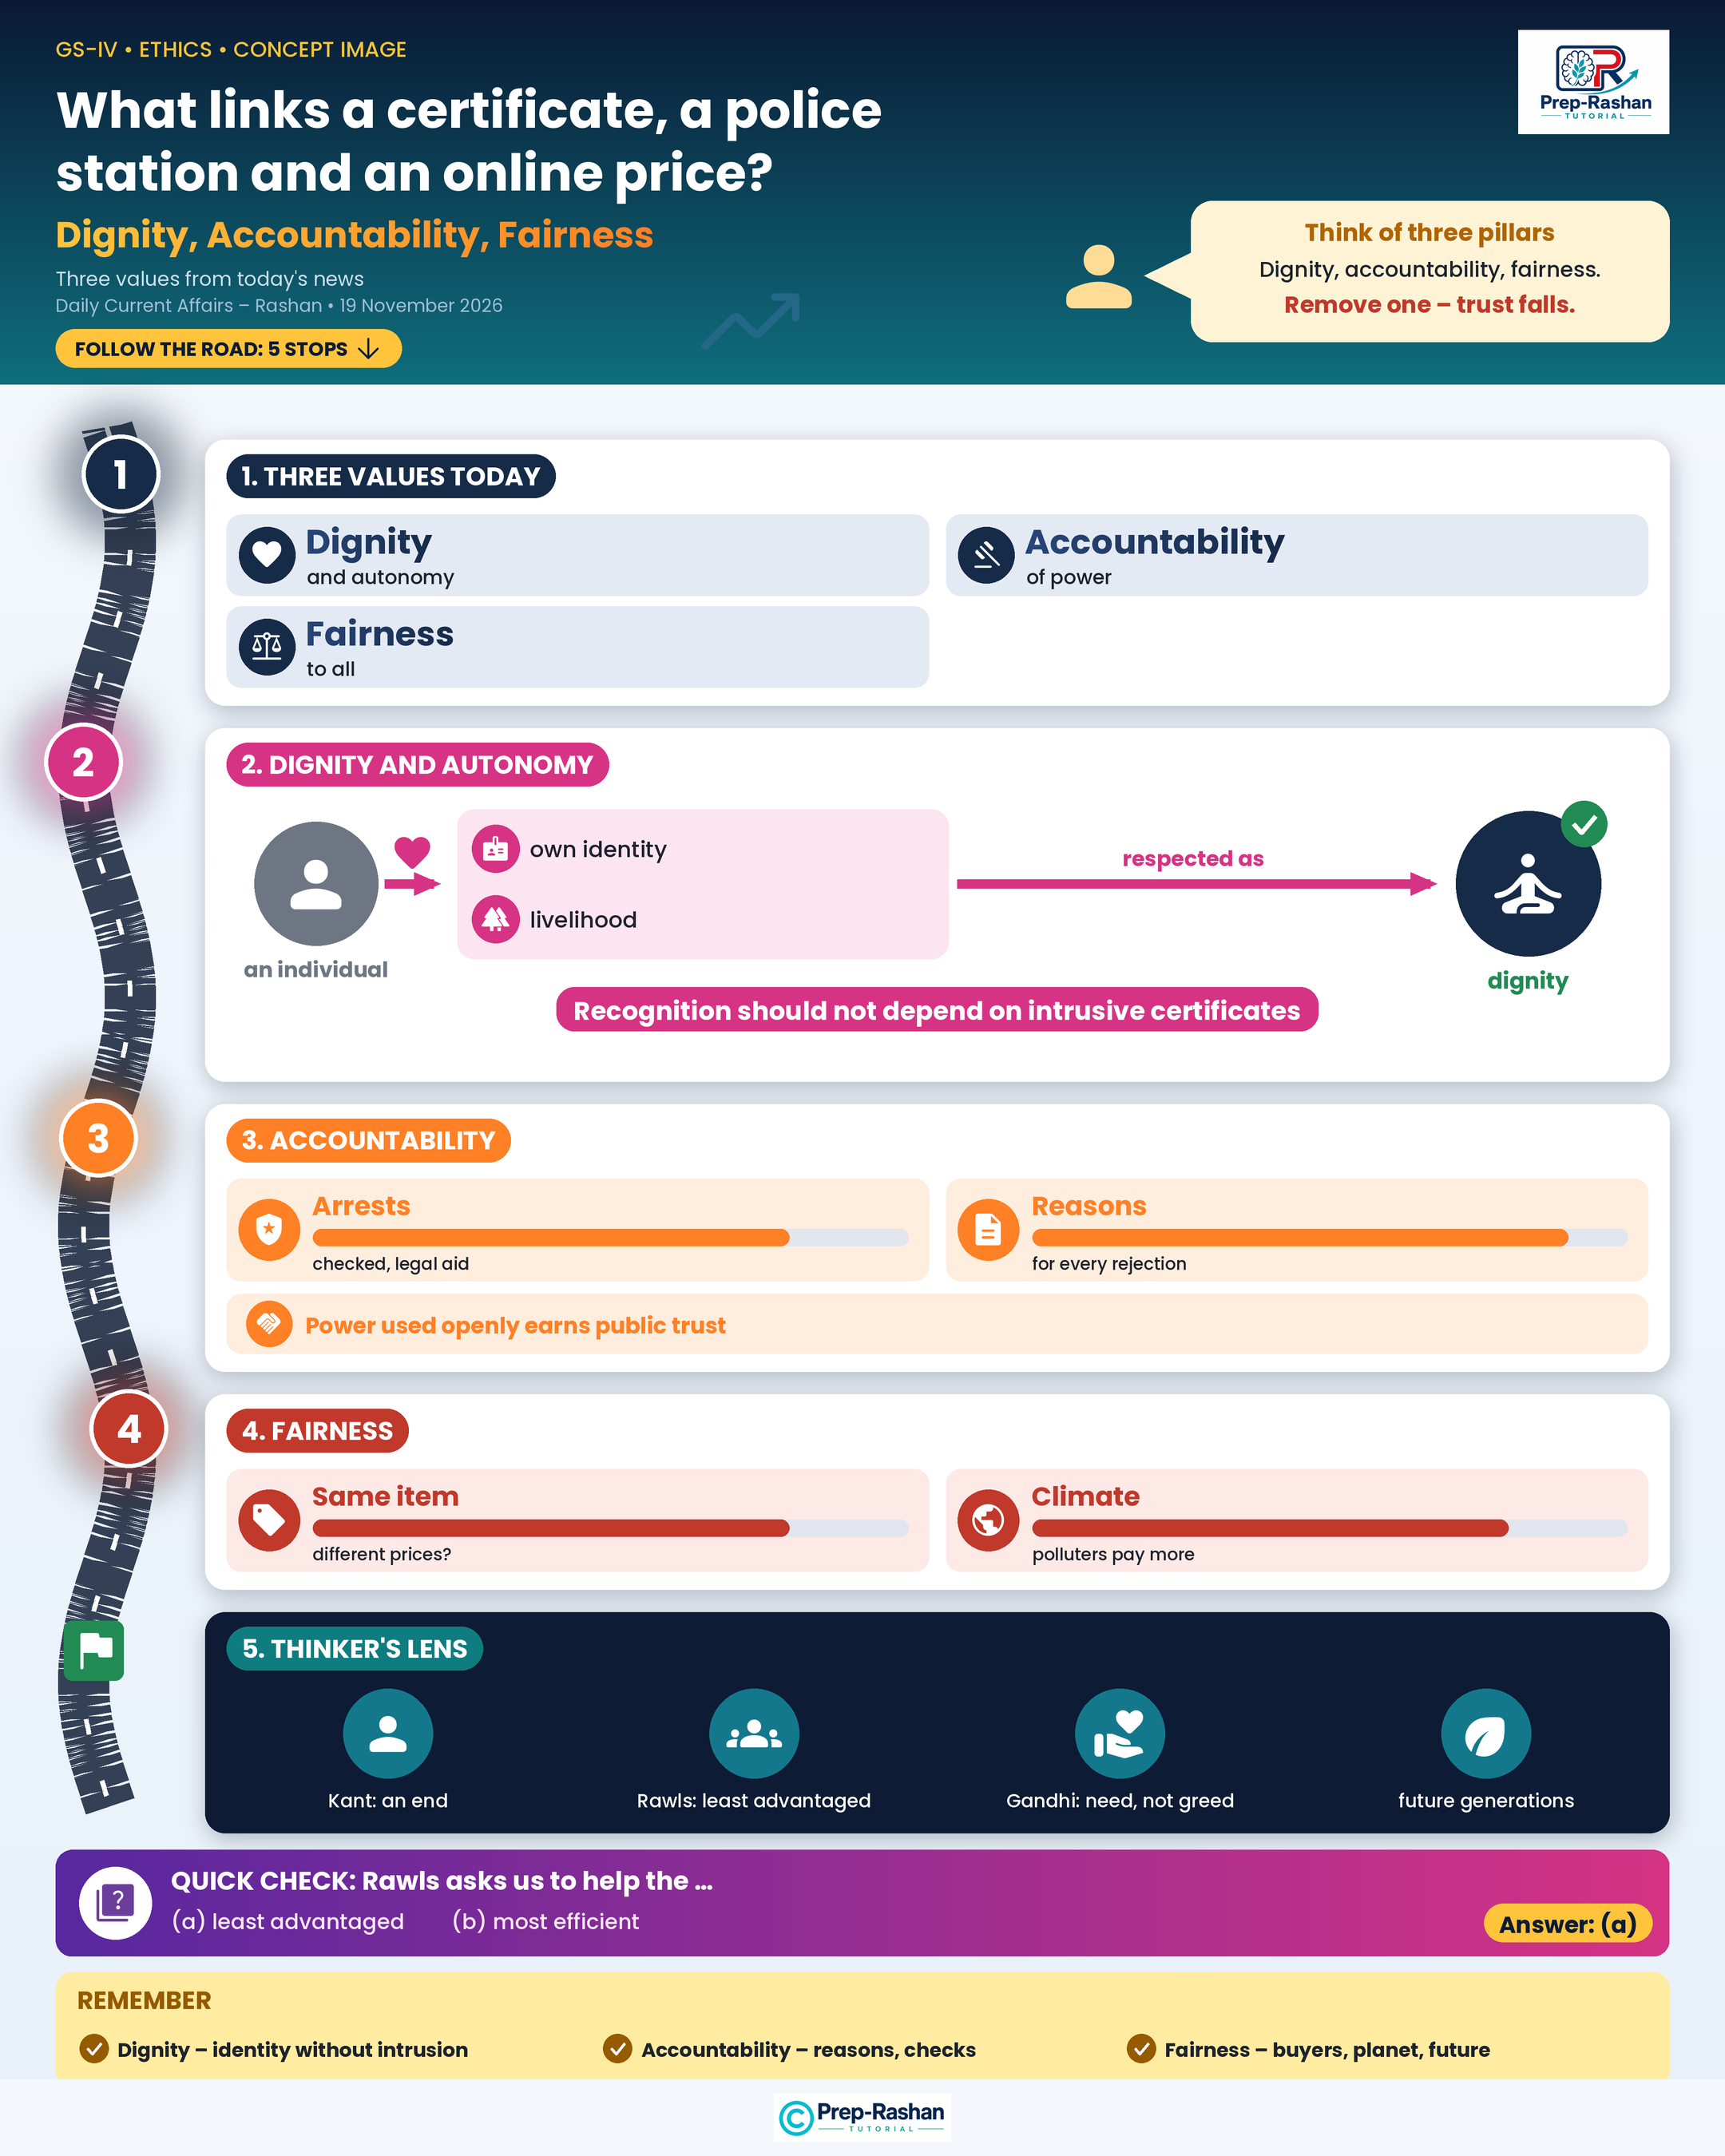 GS-IV • ETHICS • CONCEPT IMAGE
What links a certificate, a police
station and an online price?
Dignity, Accountability, Fairness
Three values from today's news
Daily Current Affairs – Rashan • 19 November 2026
FOLLOW THE ROAD: 5 STOPS
Prep-Rashan
TUTORIAL
Think of three pillars
Dignity, accountability, fairness.
Remove one – trust falls.
1
1. THREE VALUES TODAY
Dignity
and autonomy
Accountability
of power
Fairness
to all
2
2. DIGNITY AND AUTONOMY
an individual
own identity
livelihood
respected as
dignity
Recognition should not depend on intrusive certificates
3
3. ACCOUNTABILITY
Arrests
checked, legal aid
Reasons
for every rejection
Power used openly earns public trust
4
4. FAIRNESS
Same item
different prices?
Climate
polluters pay more
5. THINKER'S LENS
Kant: an end
Rawls: least advantaged
Gandhi: need, not greed
future generations
QUICK CHECK: Rawls asks us to help the ...
(a) least advantaged (b) most efficient
Answer: (a)
REMEMBER
Dignity – identity without intrusion
Accountability – reasons, checks
Fairness – buyers, planet, future
© Prep-Rashan
TUTORIAL